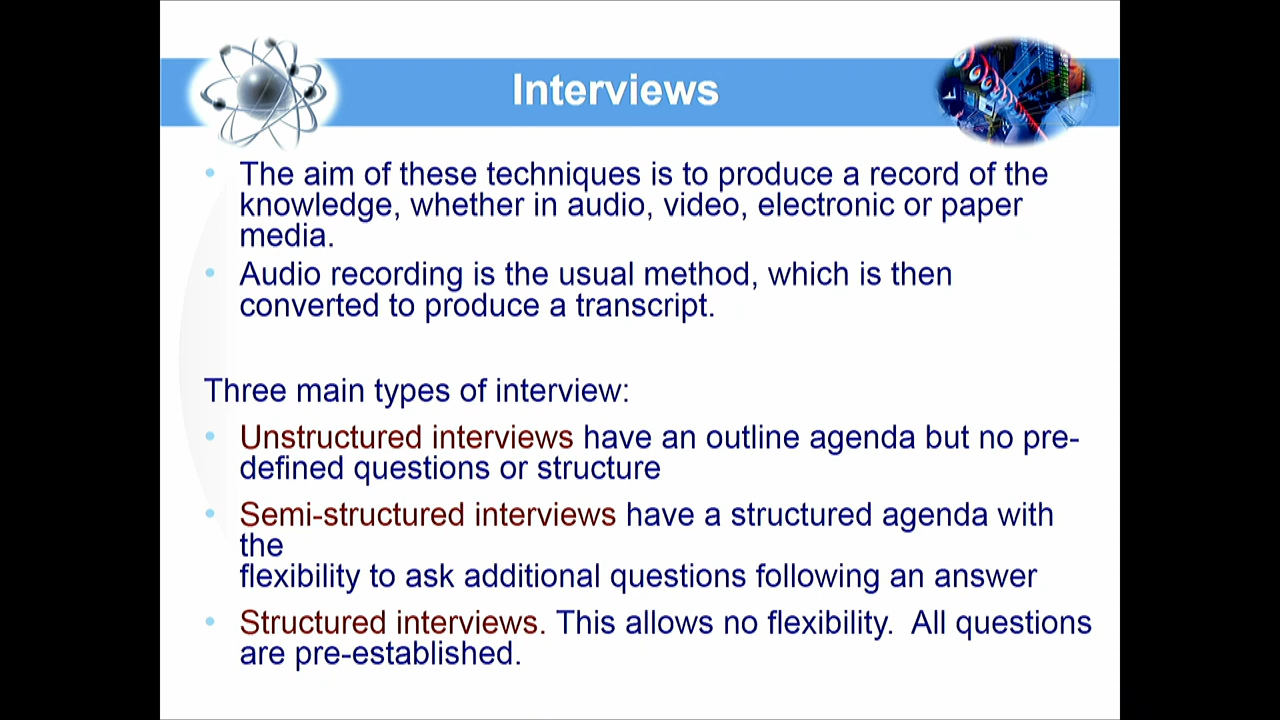 Interviews
• The aim of these techniques is to produce a record of the
knowledge, whether in audio, video, electronic or paper
media.
• Audio recording is the usual method, which is then
converted to produce a transcript.
Three main types of interview:
• Unstructured interviews have an outline agenda but no pre-
defined questions or structure
• Semi-structured interviews have a structured agenda with
the
flexibility to ask additional questions following an answer
• Structured interviews. This allows no flexibility.  All questions
are pre-established.